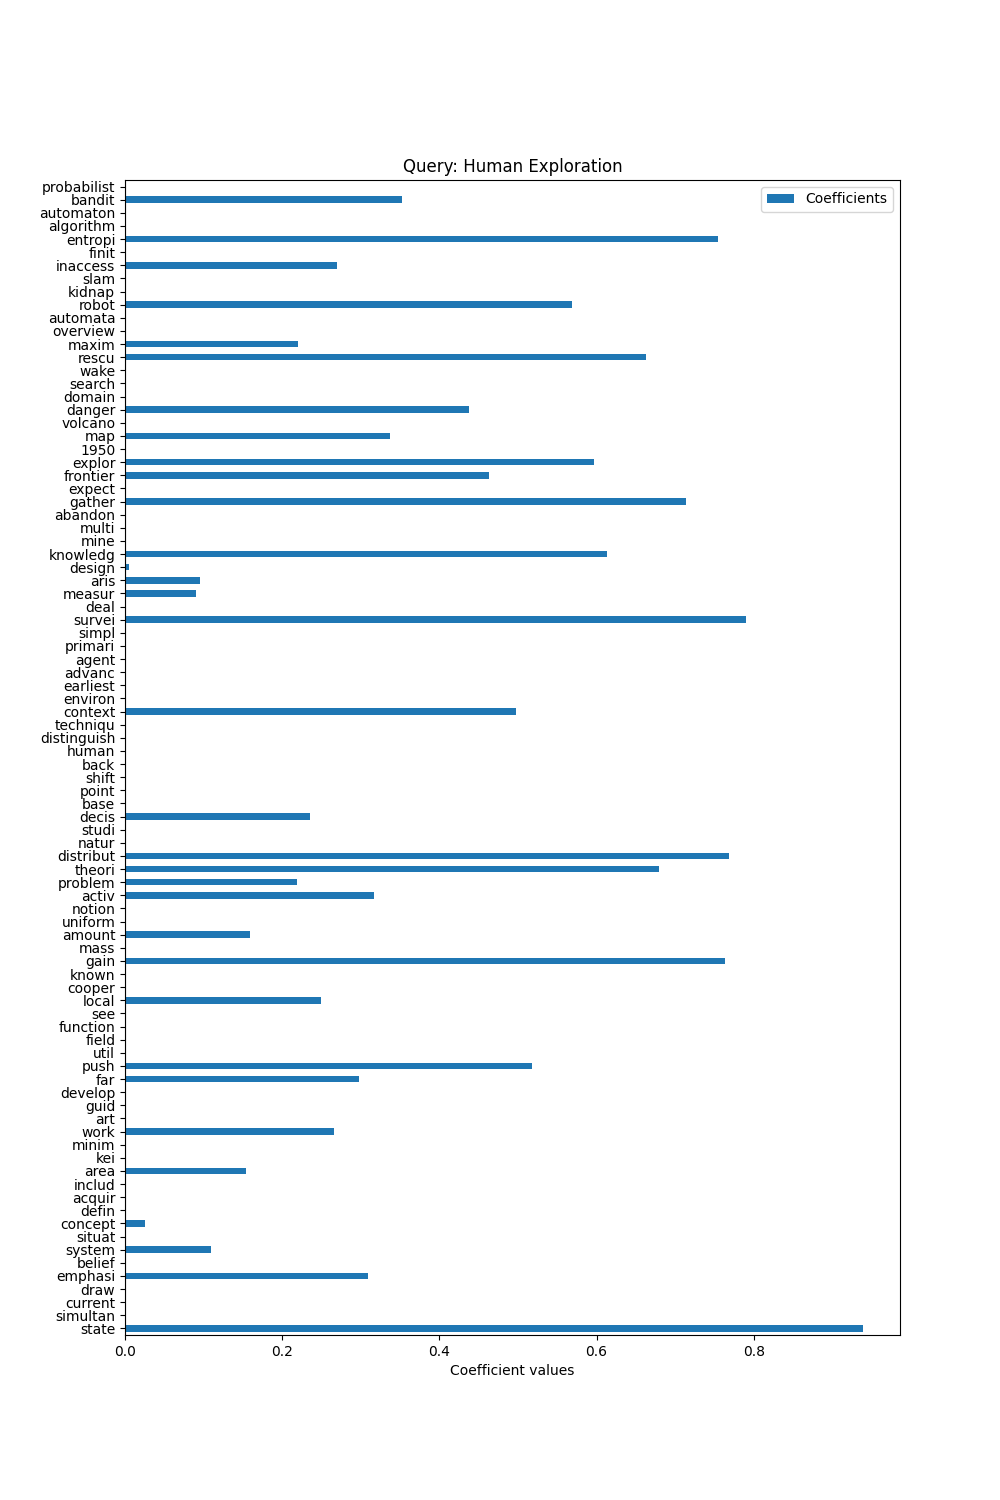 Query: Human Exploration
Coefficients
probabilist
bandit
automaton
algorithm
entropi
finit
inaccess
slam
kidnap
robot
automata
overview
maxim
rescu
wake
search
domain
danger
volcano
map
1950
explor
frontier
expect
gather
abandon
multi
mine
knowledg
design
aris
measur
deal
survei
simpl
primari
agent
advanc
earliest
environ
context
techniqu
distinguish
human
back
shift
point
base
decis
studi
natur
distribut
theori
problem
activ
notion
uniform
amount
mass
gain
known
cooper
local
see
function
field
util
push
far
develop
guid
art
work
minim
kei
area
includ
acquir
defin
concept
situat
system
belief
emphasi
draw
current
simultan
state
0.0 0.2 0.4 0.6 0.8
Coefficient values